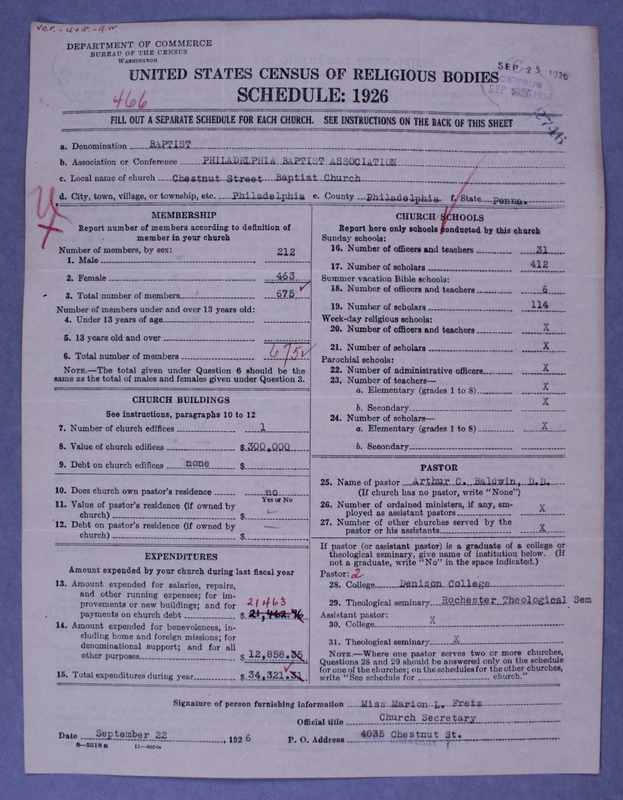 Ver. - U + R. - A.W.
DEPARTMENT OF COMMERCE
BUREAU OF THE CENSUS
WASHINGTON
SEP 25 1926
UNITED STATES CENSUS OF RELIGIOUS BODIES
466
SCHEDULE: 1926
2746
FILL OUT A SEPARATE SCHEDULE FOR EACH CHURCH. SEE INSTRUCTIONS ON THE BACK OF THIS SHEET
a. Denomination BAPTIST
b. Association or Conference PHILADELPHIA BAPTIST ASSOCIATION
c. Local name of church Chestnut Street Baptist Church
d. City, town, village, or township, etc. Philadelphia e. County Philadelphia f. State Penna.
MEMBERSHIP
Report number of members according to definition of
member in your church
Number of members, by sex:
1. Male 212
2. Female 463
3. Total number of members 675
Number of members under and over 13 years old:
4. Under 13 years of age
5. 13 years old and over
6. Total number of members 675
NOTE.—The total given under Question 6 should be the
same as the total of males and females given under Question 3.
CHURCH BUILDINGS
See instructions, paragraphs 10 to 12
7. Number of church edifices 1
8. Value of church edifices $300,000
9. Debt on church edifices none $
10. Does church own pastor's residence no
Yes or No
11. Value of pastor's residence (if owned by
church) $
12. Debt on pastor's residence (if owned by
church) $
EXPENDITURES
Amount expended by your church during last fiscal year
13. Amount expended for salaries, repairs,
and other running expenses; for im-
provements or new buildings; and for
21463
payments on church debt $ 21,462.96
14. Amount expended for benevolences, in-
cluding home and foreign missions; for
denominational support; and for all
other purposes $ 12,858.35
15. Total expenditures during year $ 34,321.31
CHURCH SCHOOLS
Report here only schools conducted by this church
Sunday schools:
16. Number of officers and teachers 31
17. Number of scholars 412
Summer vacation Bible schools:
18. Number of officers and teachers 6
19. Number of scholars 114
Week-day religious schools:
20. Number of officers and teachers X
21. Number of scholars X
Parochial schools:
22. Number of administrative officers X
23. Number of teachers—
a. Elementary (grades 1 to 8) X
b. Secondary X
24. Number of scholars—
a. Elementary (grades 1 to 8) X
b. Secondary
PASTOR
25. Name of pastor Arthur C. Baldwin, D.D.
(If church has no pastor, write "None")
26. Number of ordained ministers, if any, em-
ployed as assistant pastors X
27. Number of other churches served by the
pastor or his assistants X
If pastor (or assistant pastor) is a graduate of a college or
theological seminary, give name of institution below. (If
not a graduate, write "No" in the space indicated.)
Pastor: 2
28. College Denison College
29. Theological seminary Rochester Theological Sem
Assistant pastor:
30. College X
31. Theological seminary X
NOTE.—Where one pastor serves two or more churches,
Questions 28 and 29 should be answered only on the schedule
for one of the churches; on the schedules for the other churches,
write "See schedule for church."
Signature of person furnishing information Miss Marion L. Fretz
Official title Church Secretary
Date September 22, 1926 P. O. Address 4035 Chestnut St.
8—5518a 11—9664a